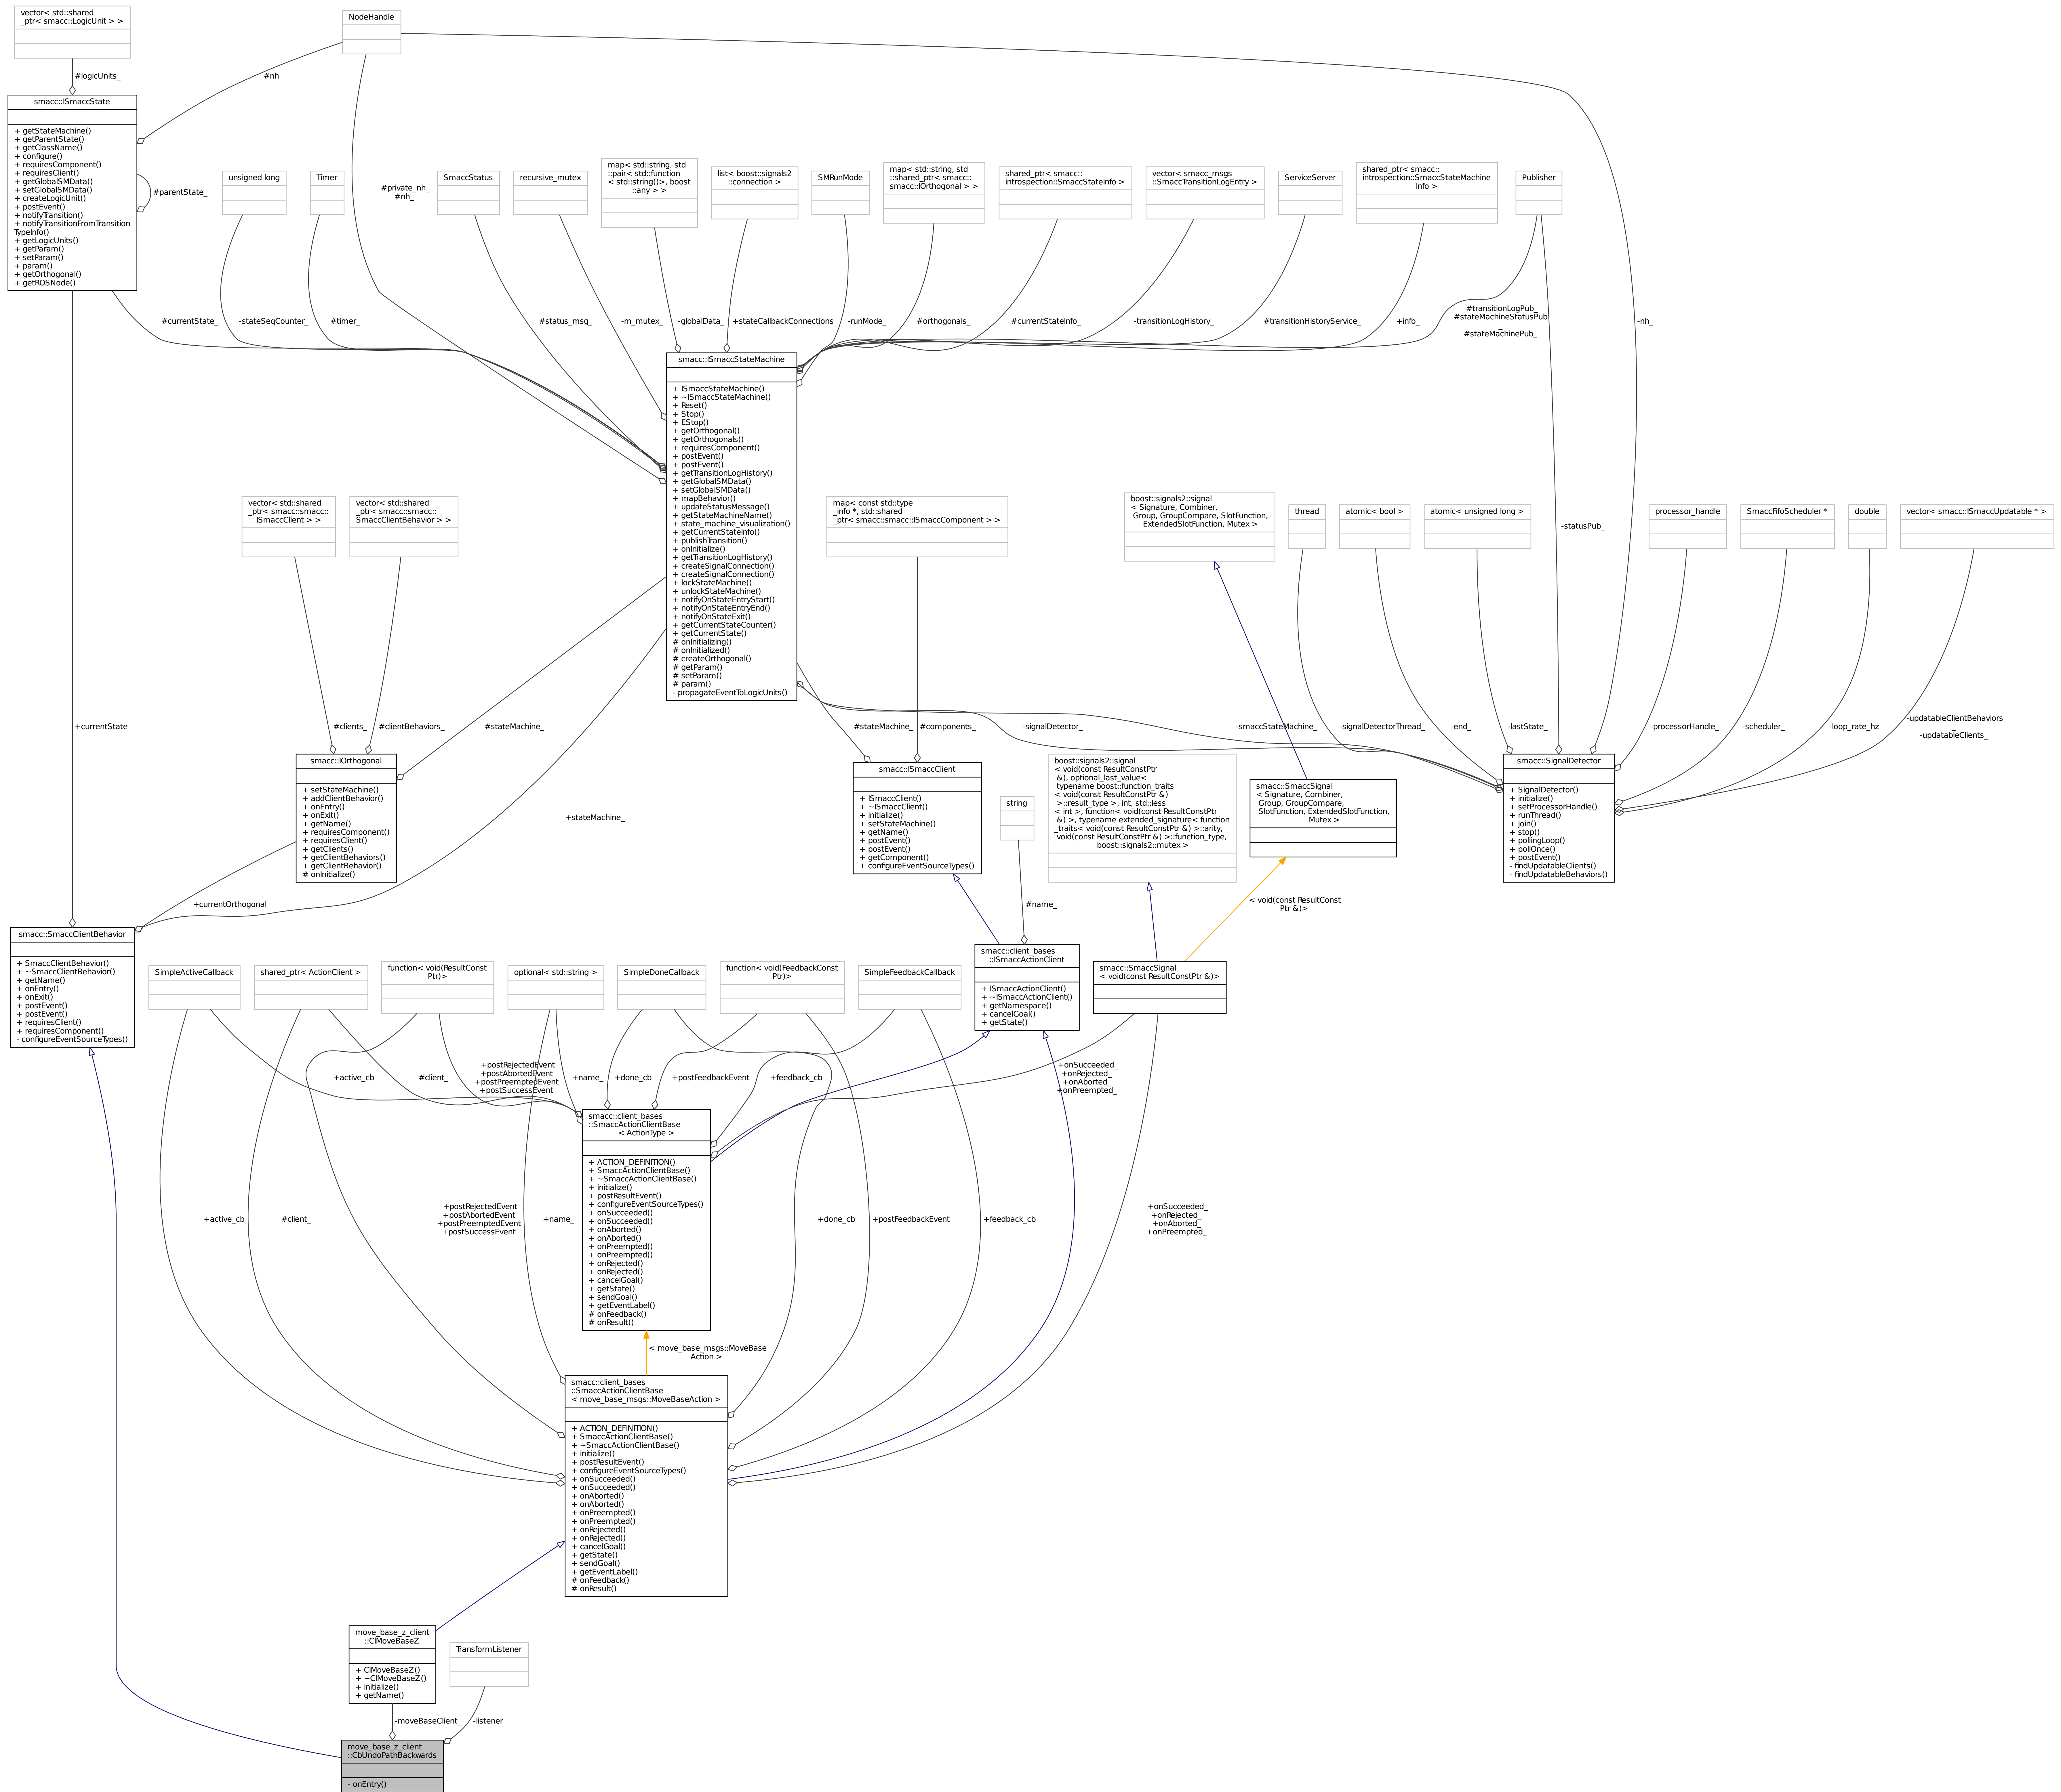 vector< std::shared
_ptr< smacc::LogicUnit > >
NodeHandle
#logicUnits_
#nh
smacc::ISmaccState
+ getStateMachine()
+ getParentState()
+ getClassName()
+ configure()
+ requiresComponent()
+ requiresClient()
+ getGlobalSMData()
+ setGlobalSMData()
+ createLogicUnit()
+ postEvent()
+ notifyTransition()
+ notifyTransitionFromTransition
TypeInfo()
+ getLogicUnits()
+ getParam()
+ setParam()
+ param()
+ getOrthogonal()
+ getROSNode()
#parentState_
unsigned long
Timer
#private_nh_
#nh_
SmaccStatus
recursive_mutex
map< std::string, std
::pair< std::function
< std::string()>, boost
::any > >
list< boost::signals2
::connection >
SMRunMode
map< std::string, std
::shared_ptr< smacc::
smacc::IOrthogonal > >
shared_ptr< smacc::
introspection::SmaccStateInfo >
vector< smacc_msgs
::SmaccTransitionLogEntry >
ServiceServer
shared_ptr< smacc::
introspection::SmaccStateMachine
Info >
Publisher
#currentState_
-stateSeqCounter_
#timer_
#status_msg_
-m_mutex_
-globalData_
+stateCallbackConnections
-runMode_
#orthogonals_
#currentStateInfo_
-transitionLogHistory_
#transitionHistoryService_
+info_
#transitionLogPub_
#stateMachineStatusPub
_
#stateMachinePub_
-nh_
smacc::ISmaccStateMachine
+ ISmaccStateMachine()
+ ~ISmaccStateMachine()
+ Reset()
+ Stop()
+ EStop()
+ getOrthogonal()
+ getOrthogonals()
+ requiresComponent()
+ postEvent()
+ postEvent()
+ getTransitionLogHistory()
+ getGlobalSMData()
+ setGlobalSMData()
+ mapBehavior()
+ updateStatusMessage()
+ getStateMachineName()
+ state_machine_visualization()
+ getCurrentStateInfo()
+ publishTransition()
+ onInitialize()
+ getTransitionLogHistory()
+ createSignalConnection()
+ createSignalConnection()
+ lockStateMachine()
+ unlockStateMachine()
+ notifyOnStateEntryStart()
+ notifyOnStateEntryEnd()
+ notifyOnStateExit()
+ getCurrentStateCounter()
+ getCurrentState()
# onInitializing()
# onInitialized()
# createOrthogonal()
# getParam()
# setParam()
# param()
- propagateEventToLogicUnits()
vector< std::shared
_ptr< smacc::smacc::
ISmaccClient > >
vector< std::shared
_ptr< smacc::smacc::
SmaccClientBehavior > >
map< const std::type
_info *, std::shared
_ptr< smacc::smacc::ISmaccComponent > >
boost::signals2::signal
< Signature, Combiner,
Group, GroupCompare, SlotFunction,
ExtendedSlotFunction, Mutex >
thread
atomic< bool >
atomic< unsigned long >
-statusPub_
processor_handle
SmaccFifoScheduler *
double
vector< smacc::ISmaccUpdatable * >
+currentState
#clients_
#clientBehaviors_
#stateMachine_
#stateMachine_
#components_
-signalDetector_
-smaccStateMachine_
-signalDetectorThread_
-end_
-lastState_
-processorHandle_
-scheduler_
-loop_rate_hz
-updatableClientBehaviors
_
-updatableClients_
smacc::IOrthogonal
+ setStateMachine()
+ addClientBehavior()
+ onEntry()
+ onExit()
+ getName()
+ requiresComponent()
+ requiresClient()
+ getClients()
+ getClientBehaviors()
+ getClientBehavior()
# onInitialize()
+stateMachine_
smacc::ISmaccClient
+ ISmaccClient()
+ ~ISmaccClient()
+ initialize()
+ setStateMachine()
+ getName()
+ postEvent()
+ postEvent()
+ getComponent()
+ configureEventSourceTypes()
string
boost::signals2::signal
< void(const ResultConstPtr
&), optional_last_value<
typename boost::function_traits
< void(const ResultConstPtr &)
>::result_type >, int, std::less
< int >, function< void(const ResultConstPtr
&) >, typename extended_signature< function
_traits< void(const ResultConstPtr &) >::arity,
void(const ResultConstPtr &) >::function_type,
boost::signals2::mutex >
smacc::SmaccSignal
< Signature, Combiner,
Group, GroupCompare,
SlotFunction, ExtendedSlotFunction,
Mutex >
smacc::SignalDetector
+ SignalDetector()
+ initialize()
+ setProcessorHandle()
+ runThread()
+ join()
+ stop()
+ pollingLoop()
+ pollOnce()
+ postEvent()
- findUpdatableClients()
- findUpdatableBehaviors()
+currentOrthogonal
#name_
< void(const ResultConst
Ptr &)>
smacc::SmaccClientBehavior
+ SmaccClientBehavior()
+ ~SmaccClientBehavior()
+ getName()
+ onEntry()
+ onExit()
+ postEvent()
+ postEvent()
+ requiresClient()
+ requiresComponent()
- configureEventSourceTypes()
SimpleActiveCallback
shared_ptr< ActionClient >
function< void(ResultConst
Ptr)>
optional< std::string >
SimpleDoneCallback
function< void(FeedbackConst
Ptr)>
SimpleFeedbackCallback
smacc::client_bases
::ISmaccActionClient
+ ISmaccActionClient()
+ ~ISmaccActionClient()
+ getNamespace()
+ cancelGoal()
+ getState()
smacc::SmaccSignal
< void(const ResultConstPtr &)>
+active_cb
#client_
+postRejectedEvent
+postAbortedEvent
+postPreemptedEvent
+postSuccessEvent
+name_
+done_cb
+postFeedbackEvent
+feedback_cb
+onSucceeded_
+onRejected_
+onAborted_
+onPreempted_
smacc::client_bases
::SmaccActionClientBase
< ActionType >
+ ACTION_DEFINITION()
+ SmaccActionClientBase()
+ ~SmaccActionClientBase()
+ initialize()
+ postResultEvent()
+ configureEventSourceTypes()
+ onSucceeded()
+ onSucceeded()
+ onAborted()
+ onAborted()
+ onPreempted()
+ onPreempted()
+ onRejected()
+ onRejected()
+ cancelGoal()
+ getState()
+ sendGoal()
+ getEventLabel()
# onFeedback()
# onResult()
+active_cb
#client_
+postRejectedEvent
+postAbortedEvent
+postPreemptedEvent
+postSuccessEvent
+name_
+done_cb
+postFeedbackEvent
+feedback_cb
+onSucceeded_
+onRejected_
+onAborted_
+onPreempted_
< move_base_msgs::MoveBase
Action >
smacc::client_bases
::SmaccActionClientBase
< move_base_msgs::MoveBaseAction >
+ ACTION_DEFINITION()
+ SmaccActionClientBase()
+ ~SmaccActionClientBase()
+ initialize()
+ postResultEvent()
+ configureEventSourceTypes()
+ onSucceeded()
+ onSucceeded()
+ onAborted()
+ onAborted()
+ onPreempted()
+ onPreempted()
+ onRejected()
+ onRejected()
+ cancelGoal()
+ getState()
+ sendGoal()
+ getEventLabel()
# onFeedback()
# onResult()
move_base_z_client
::ClMoveBaseZ
+ ClMoveBaseZ()
+ ~ClMoveBaseZ()
+ initialize()
+ getName()
TransformListener
-moveBaseClient_
-listener
move_base_z_client
::CbUndoPathBackwards
- onEntry()